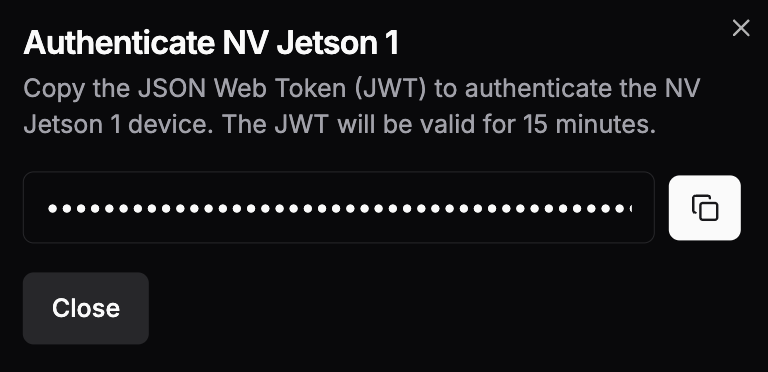 Authenticate NV Jetson 1
Copy the JSON Web Token (JWT) to authenticate the NV
Jetson 1 device. The JWT will be valid for 15 minutes.
Close